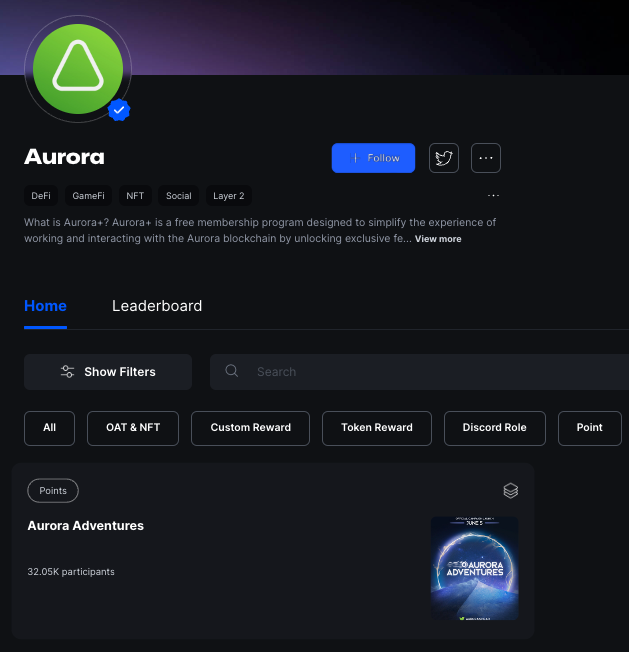 Aurora
Follow
DeFi
GameFi
NFT
Social
Layer 2
What is Aurora+? Aurora+ is a free membership program designed to simplify the experience of
working and interacting with the Aurora blockchain by unlocking exclusive fe... View more
Home
Leaderboard
Show Filters
Search
All
OAT & NFT
Custom Reward
Token Reward
Discord Role
Point
Points
Aurora Adventures
32.05K participants
JUNE 5
AURORA
ADVENTURES